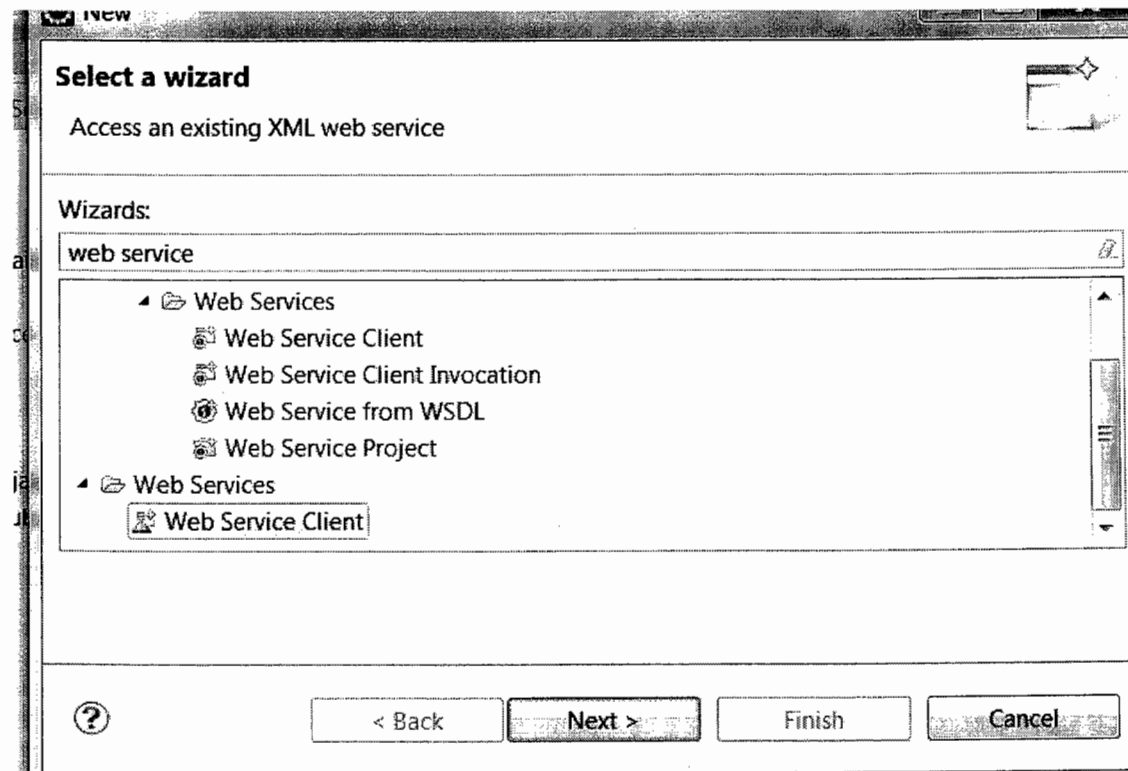 New
Select a wizard
Access an existing XML web service
Wizards:
web service
Web Services
Web Service Client
Web Service Client Invocation
Web Service from WSDL
Web Service Project
Web Services
Web Service Client
< Back Next > Finish Cancel